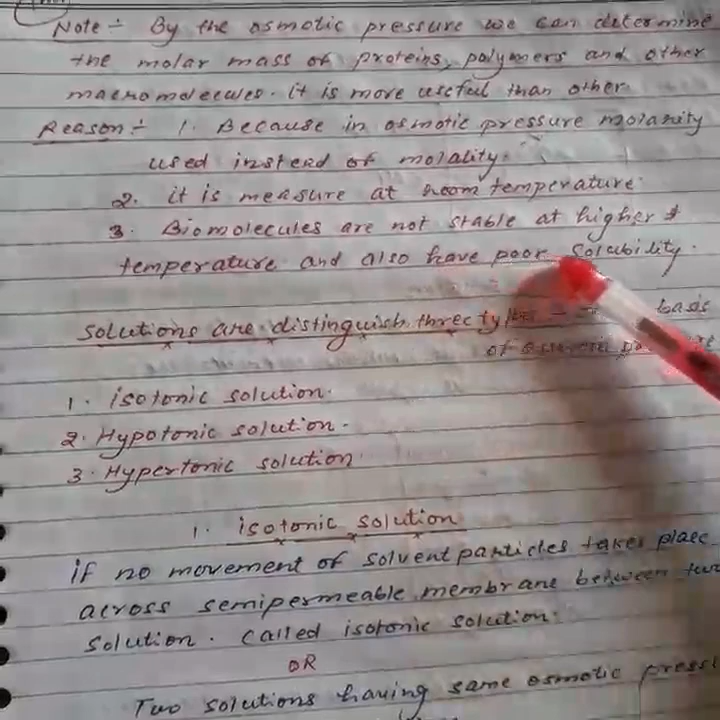 Note :- By the osmotic pressure we can determine
the molar mass of proteins, polymers and other
macromolecules. it is more useful than other.
Reason :- 1. Because in osmotic pressure molarity
used instead of molality.
2. it is measure at room temperature.
3. Biomolecules are not stable at higher
temperature and also have poor solubility.
Solutions are distinguish three types basis
of osmotic
1. isotonic solution.
2. Hypotonic solution.
3. Hypertonic solution
1. isotonic solution
if no movement of solvent particles takes place
across semipermeable membrane between two
solution. called isotonic solution.
OR
Two solutions having same osmotic